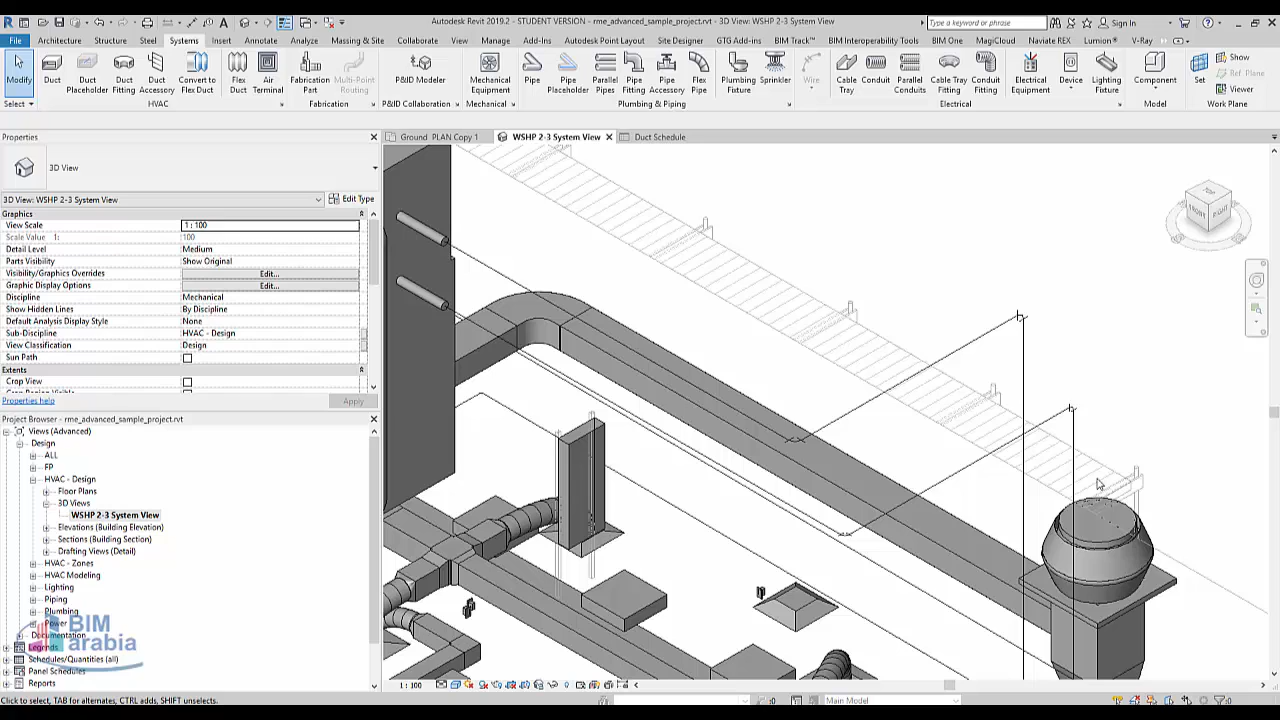 Autodesk Revit 2019.2 - STUDENT VERSION - rme_advanced_sample_project.rvt - 3D View: WSHP 2-3 System View
Type a keyword or phrase
Sign In
File Architecture Structure Steel Systems Insert Annotate Analyze Massing & Site Collaborate View Manage Add-Ins Autodesk Point Layout Site Designer EVG Add-ins BIM Track™ BIM Interoperability Tools BIM One MagiCloud Naviate REX Lumion® V-Ray
Modify
Duct
Duct Placeholder
Duct Fitting
Duct Accessory
Convert to Flex Duct
Flex Duct
Air Terminal
Fabrication Part
Multi-Point Routing
P&ID Modeler
Mechanical Equipment
Pipe
Pipe Placeholder
Parallel Pipes
Pipe Fitting
Pipe Accessory
Flex Pipe
Plumbing Fixture
Sprinkler
Wire
Cable Tray
Conduit
Parallel Conduits
Cable Tray Fitting
Conduit Fitting
Electrical Equipment
Device
Lighting Fixture
Component
Set
Show
Ref Plane
Viewer
Select
HVAC
Fabrication
P&ID Collaboration
Mechanical
Plumbing & Piping
Electrical
Model
Work Plane
Properties
Ground PLAN Copy 1
WSHP 2-3 System View
Duct Schedule
3D View
3D View: WSHP 2-3 System View
Edit Type
Graphics
View Scale 1 : 100
Scale Value 1: 100
Detail Level Medium
Parts Visibility Show Original
Visibility/Graphics Overrides Edit...
Graphic Display Options Edit...
Discipline Mechanical
Show Hidden Lines By Discipline
Default Analysis Display Style None
Sub-Discipline HVAC - Design
View Classification Design
Sun Path
Extents
Crop View
Properties help
Apply
Project Browser - rme_advanced_sample_project.rvt
Views (Advanced)
Design
ALL
FP
HVAC - Design
Floor Plans
3D Views
WSHP 2-3 System View
Elevations (Building Elevation)
Sections (Building Section)
Drafting Views (Detail)
HVAC - Zones
HVAC Modeling
Lighting
Piping
Plumbing
Power
Documentation
Legends
Schedules/Quantities (all)
Panel Schedules
Reports
BIM
arabia
TOP
FRONT
RIGHT
1 : 100
Click to select, TAB for alternates, CTRL adds, SHIFT unselects.
:0
Main Model
:0